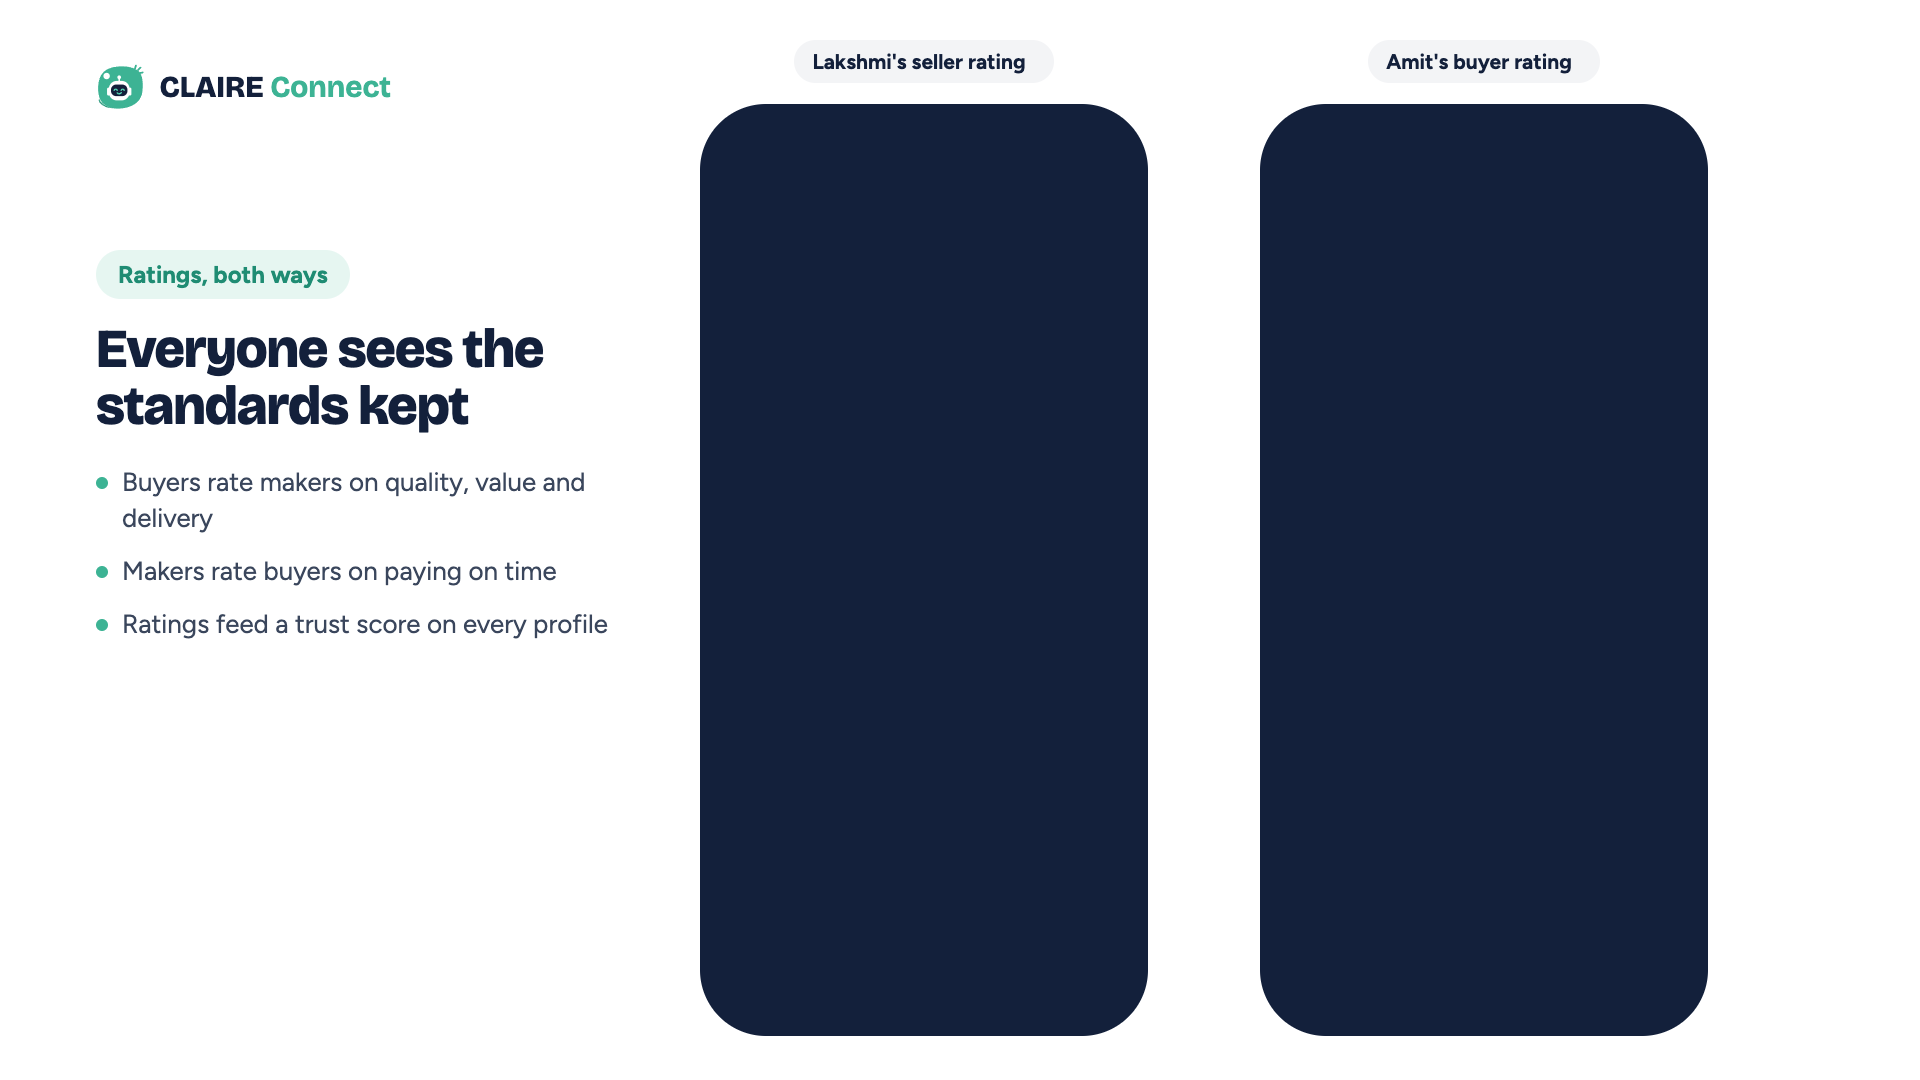 CLAIRE Connect
Ratings, both ways
Everyone sees the
standards kept
Buyers rate makers on quality, value and
delivery
Makers rate buyers on paying on time
Ratings feed a trust score on every profile
Lakshmi's seller rating
Amit's buyer rating